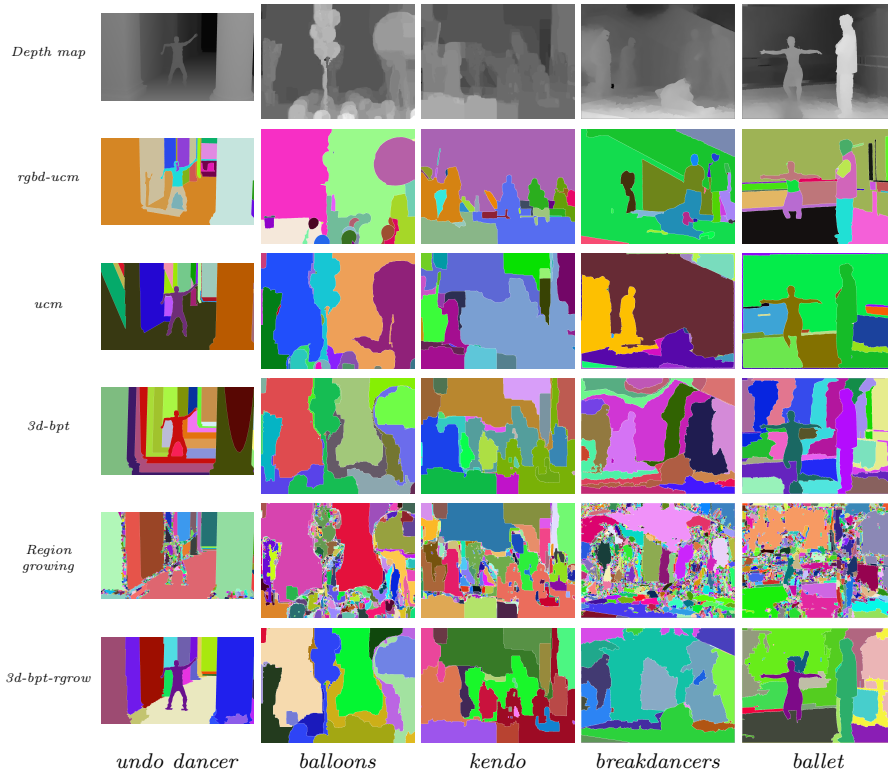 Depth map
rgbd-ucm
ucm
3d-bpt
Region
growing
3d-bpt-rgrow
undo dancer balloons kendo breakdancers ballet